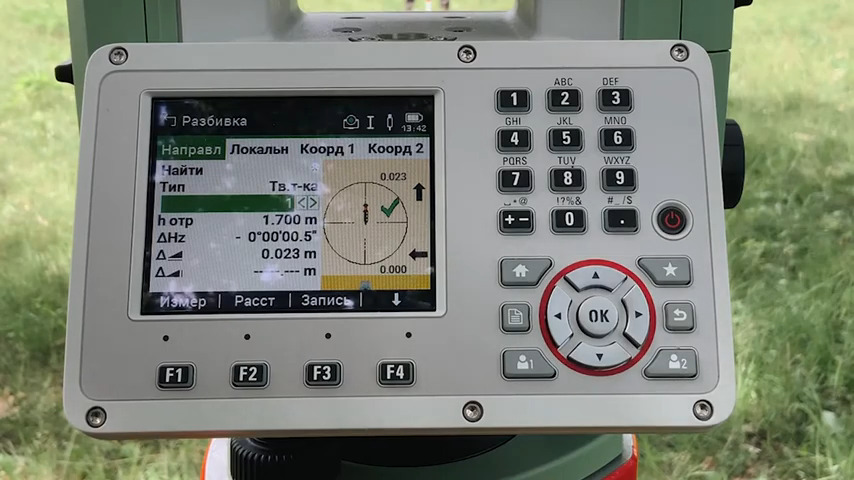 Разбивка
13:42
Направл Локальн Коорд 1 Коорд 2
Найти
Тип Тв.т-ка
1
h отр 1.700 m
ΔHz - 0°00'00.5"
Δ 0.023 m
Δ -----.--- m
0.023
0.000
Измер Расст Запись
F1 F2 F3 F4
ABC DEF
1 2 3
GHI JKL MNO
4 5 6
PQRS TUV WXYZ
7 8 9
!?%& #_/$
+ - 0 .
OK
1 2